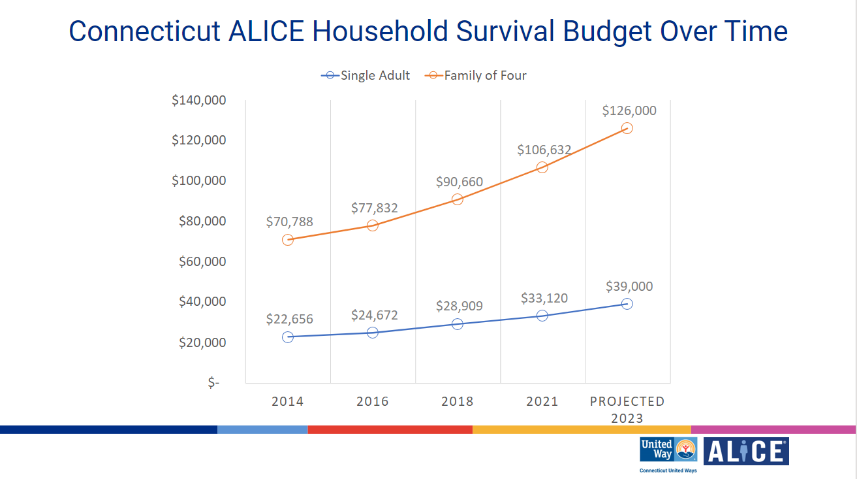 Connecticut ALICE Household Survival Budget Over Time
Single Adult Family of Four
$140,000
$120,000
$100,000
$80,000
$60,000
$40,000
$20,000
$-
$70,788
$77,832
$90,660
$106,632
$126,000
$22,656
$24,672
$28,909
$33,120
$39,000
2014 2016 2018 2021 PROJECTED
2023
United
Way
Connecticut United Ways
ALICE®